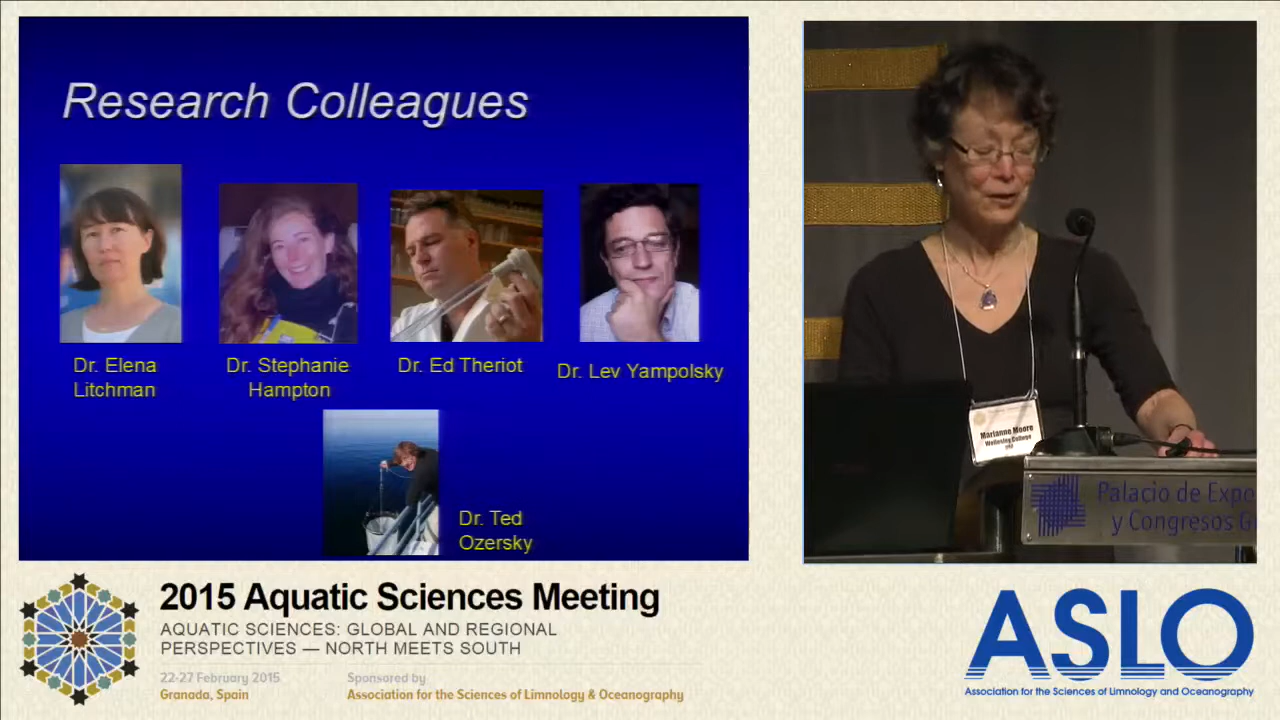 Research Colleagues
Dr. Elena
Litchman
Dr. Stephanie
Hampton
Dr. Ed Theriot
Dr. Lev Yampolsky
Dr. Ted
Ozersky
Marianne Moore
Wellesley College
Palacio de Expo
y Congresos G
2015 Aquatic Sciences Meeting
AQUATIC SCIENCES: GLOBAL AND REGIONAL
PERSPECTIVES — NORTH MEETS SOUTH
22-27 February 2015
Granada, Spain
Sponsored by
Association for the Sciences of Limnology & Oceanography
ASLO
Association for the Sciences of Limnology and Oceanography